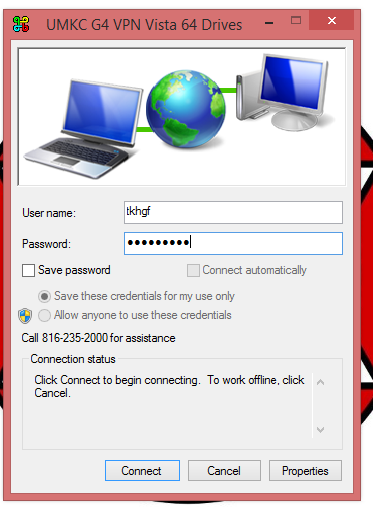 UMKC G4 VPN Vista 64 Drives
User name:
tkhgf
Password:
●●●●●●●●●
Save password
Connect automatically
Save these credentials for my use only
Allow anyone to use these credentials
Call 816-235-2000 for assistance
Connection status
Click Connect to begin connecting.  To work offline, click
Cancel.
Connect
Cancel
Properties